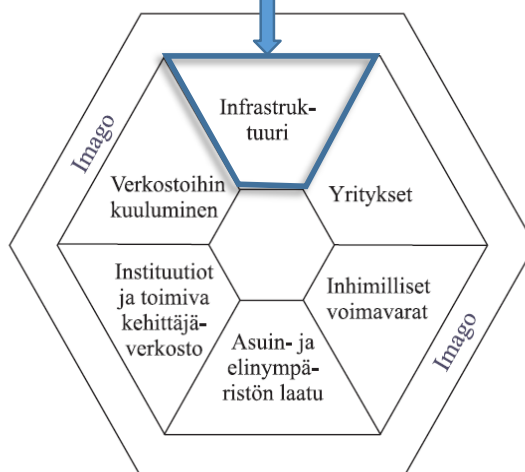 Infrastruk-
tuuri
Imago
Verkostoihin
kuuluminen
Yritykset
Instituutiot
ja toimiva
kehittäjä-
verkosto
Inhimilliset
voimavarat
Asuin- ja
elinympä-
ristön laatu
Imago